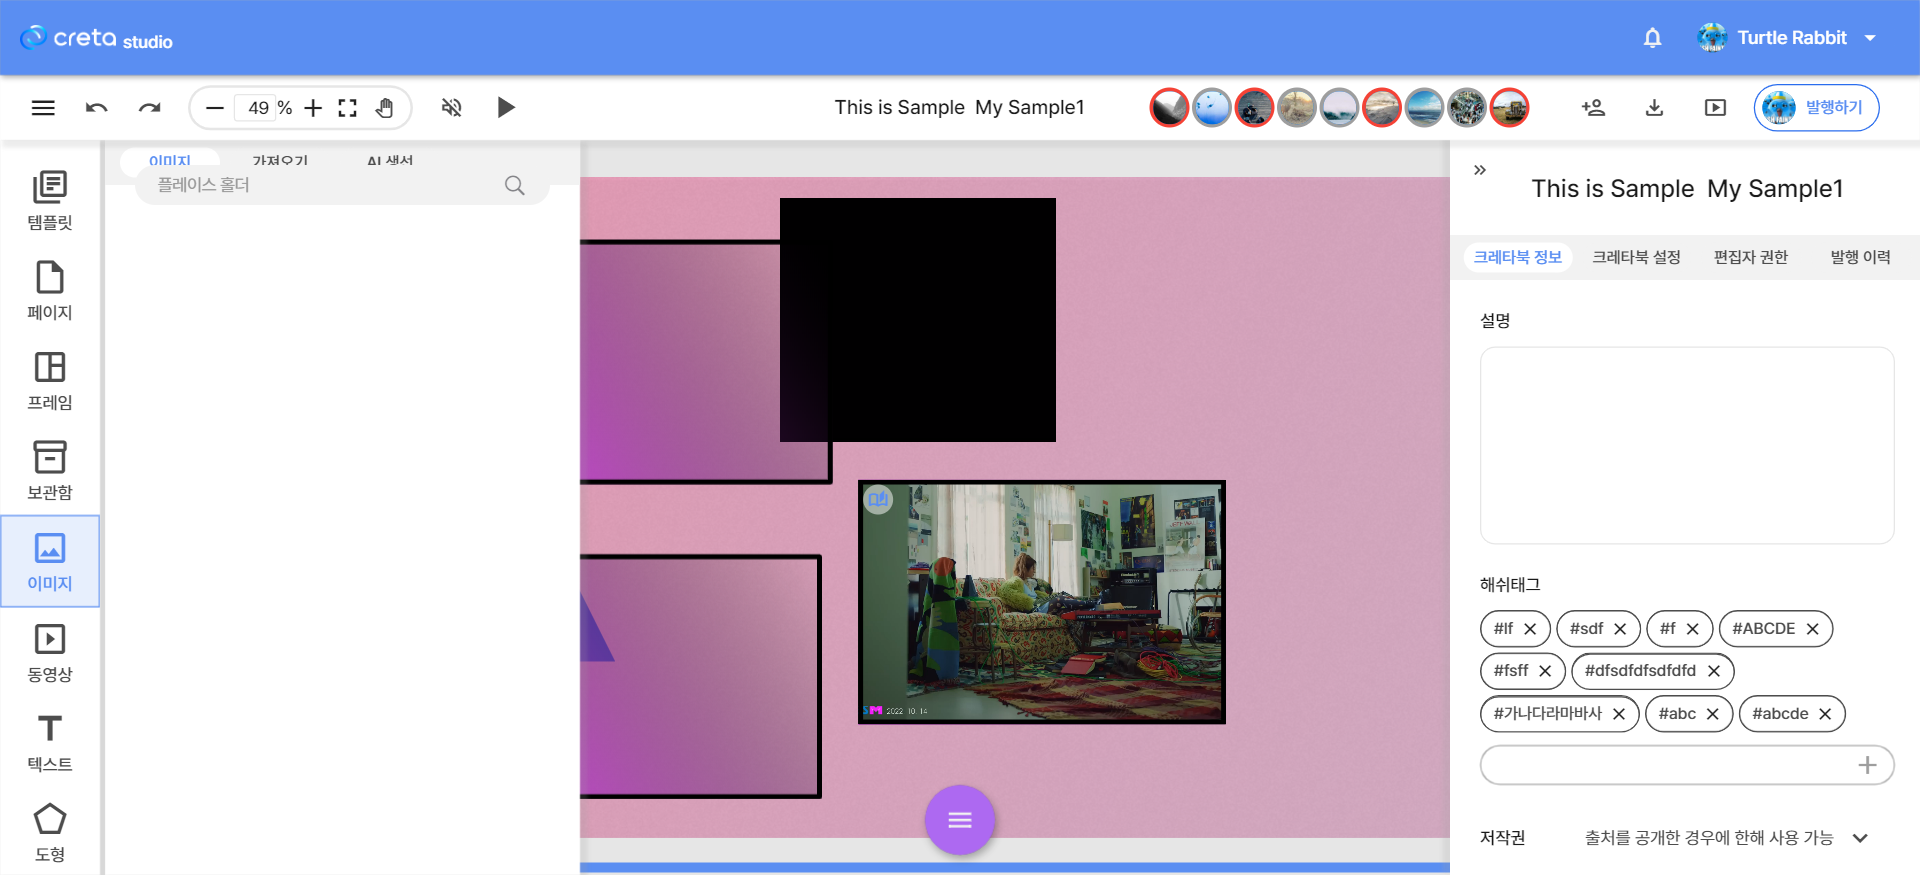 creta studio
Turtle Rabbit
49 %
This is Sample  My Sample1
발행하기
템플릿
페이지
프레임
보관함
이미지
동영상
텍스트
도형
이미지 가져오기 AI 생성
플레이스 홀더
SM 2022 10. 14
This is Sample  My Sample1
크레타북 정보 크레타북 설정 편집자 권한 발행 이력
설명
해쉬태그
#lf #sdf #f #ABCDE
#fsff #dfsdfdfsdfdfd
#가나다라마바사 #abc #abcde
저작권 출처를 공개한 경우에 한해 사용 가능